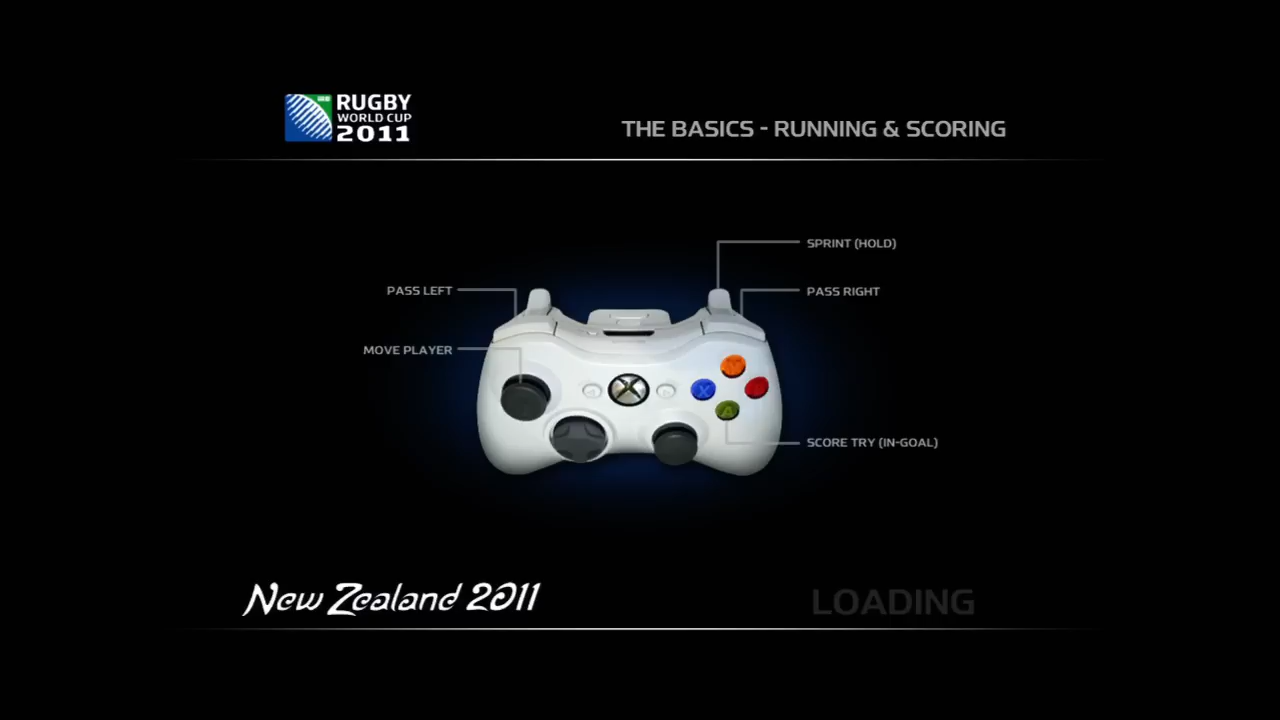 RUGBY
WORLD CUP
2011
THE BASICS - RUNNING & SCORING
SPRINT (HOLD)
PASS LEFT
PASS RIGHT
MOVE PLAYER
Y
X
A
SCORE TRY (IN-GOAL)
New Zealand 2011
LOADING